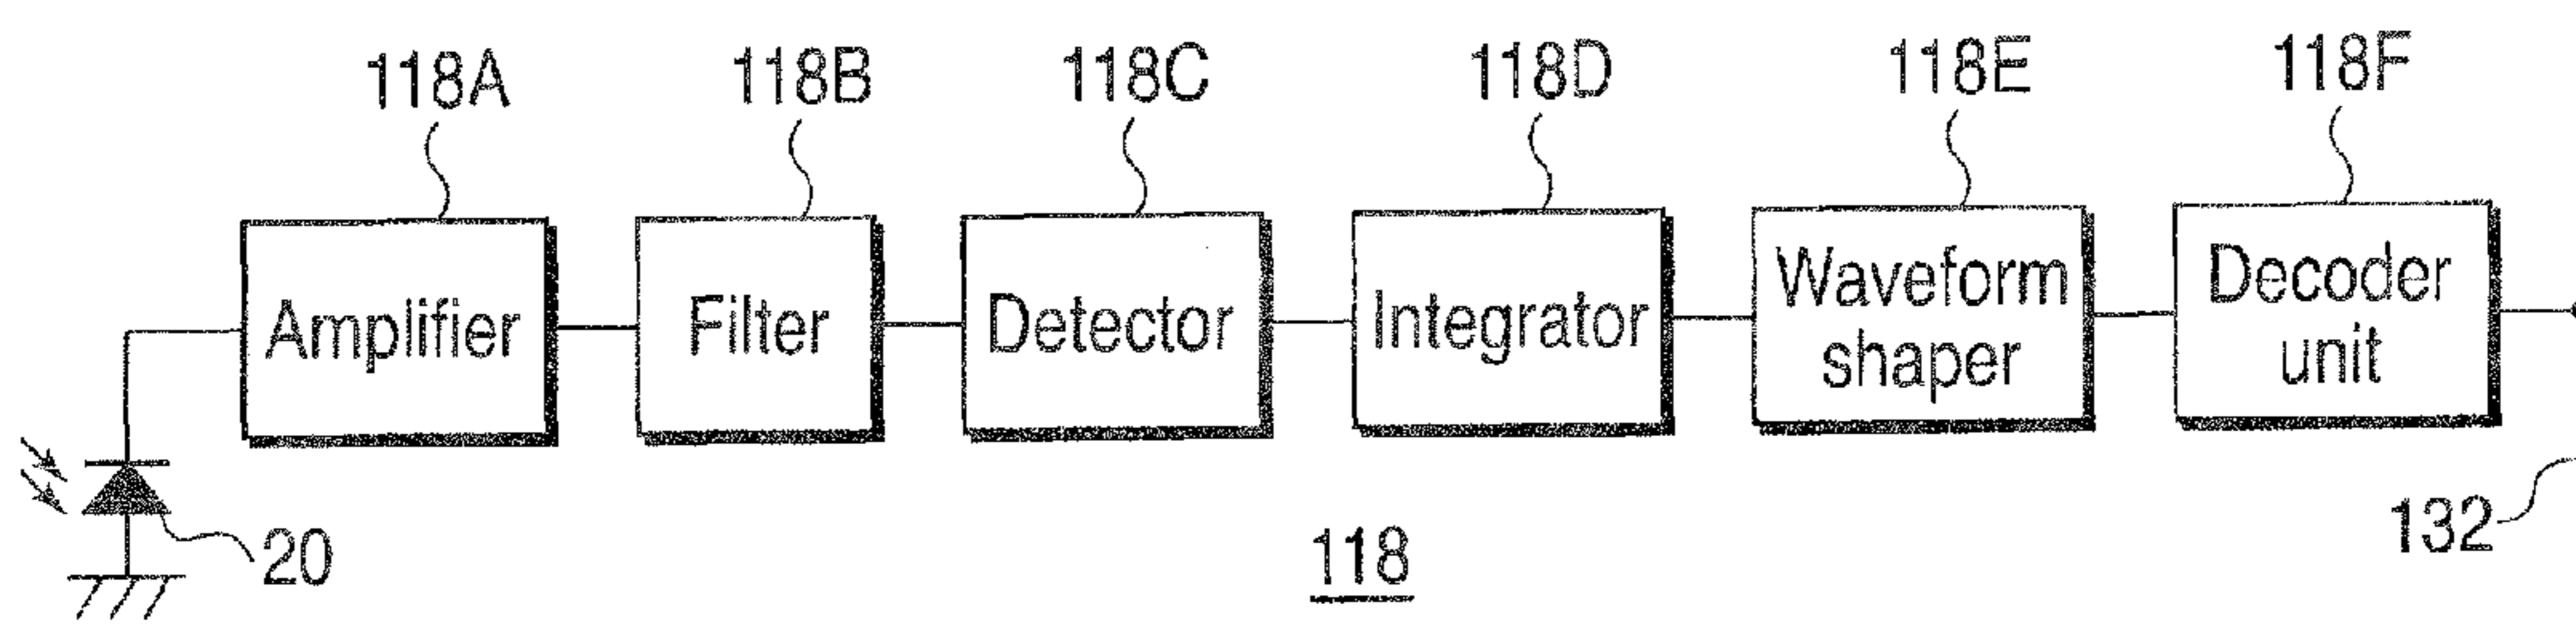 118A 118B 118C 118D 118E 118F
Amplifier
Filter
Detector
Integrator
Waveform
shaper
Decoder
unit
20
118
132